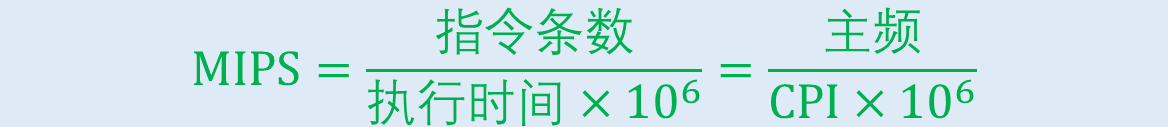 MIPS = 指令条数 / 执行时间 × 10⁶ = 主频 / CPI × 10⁶